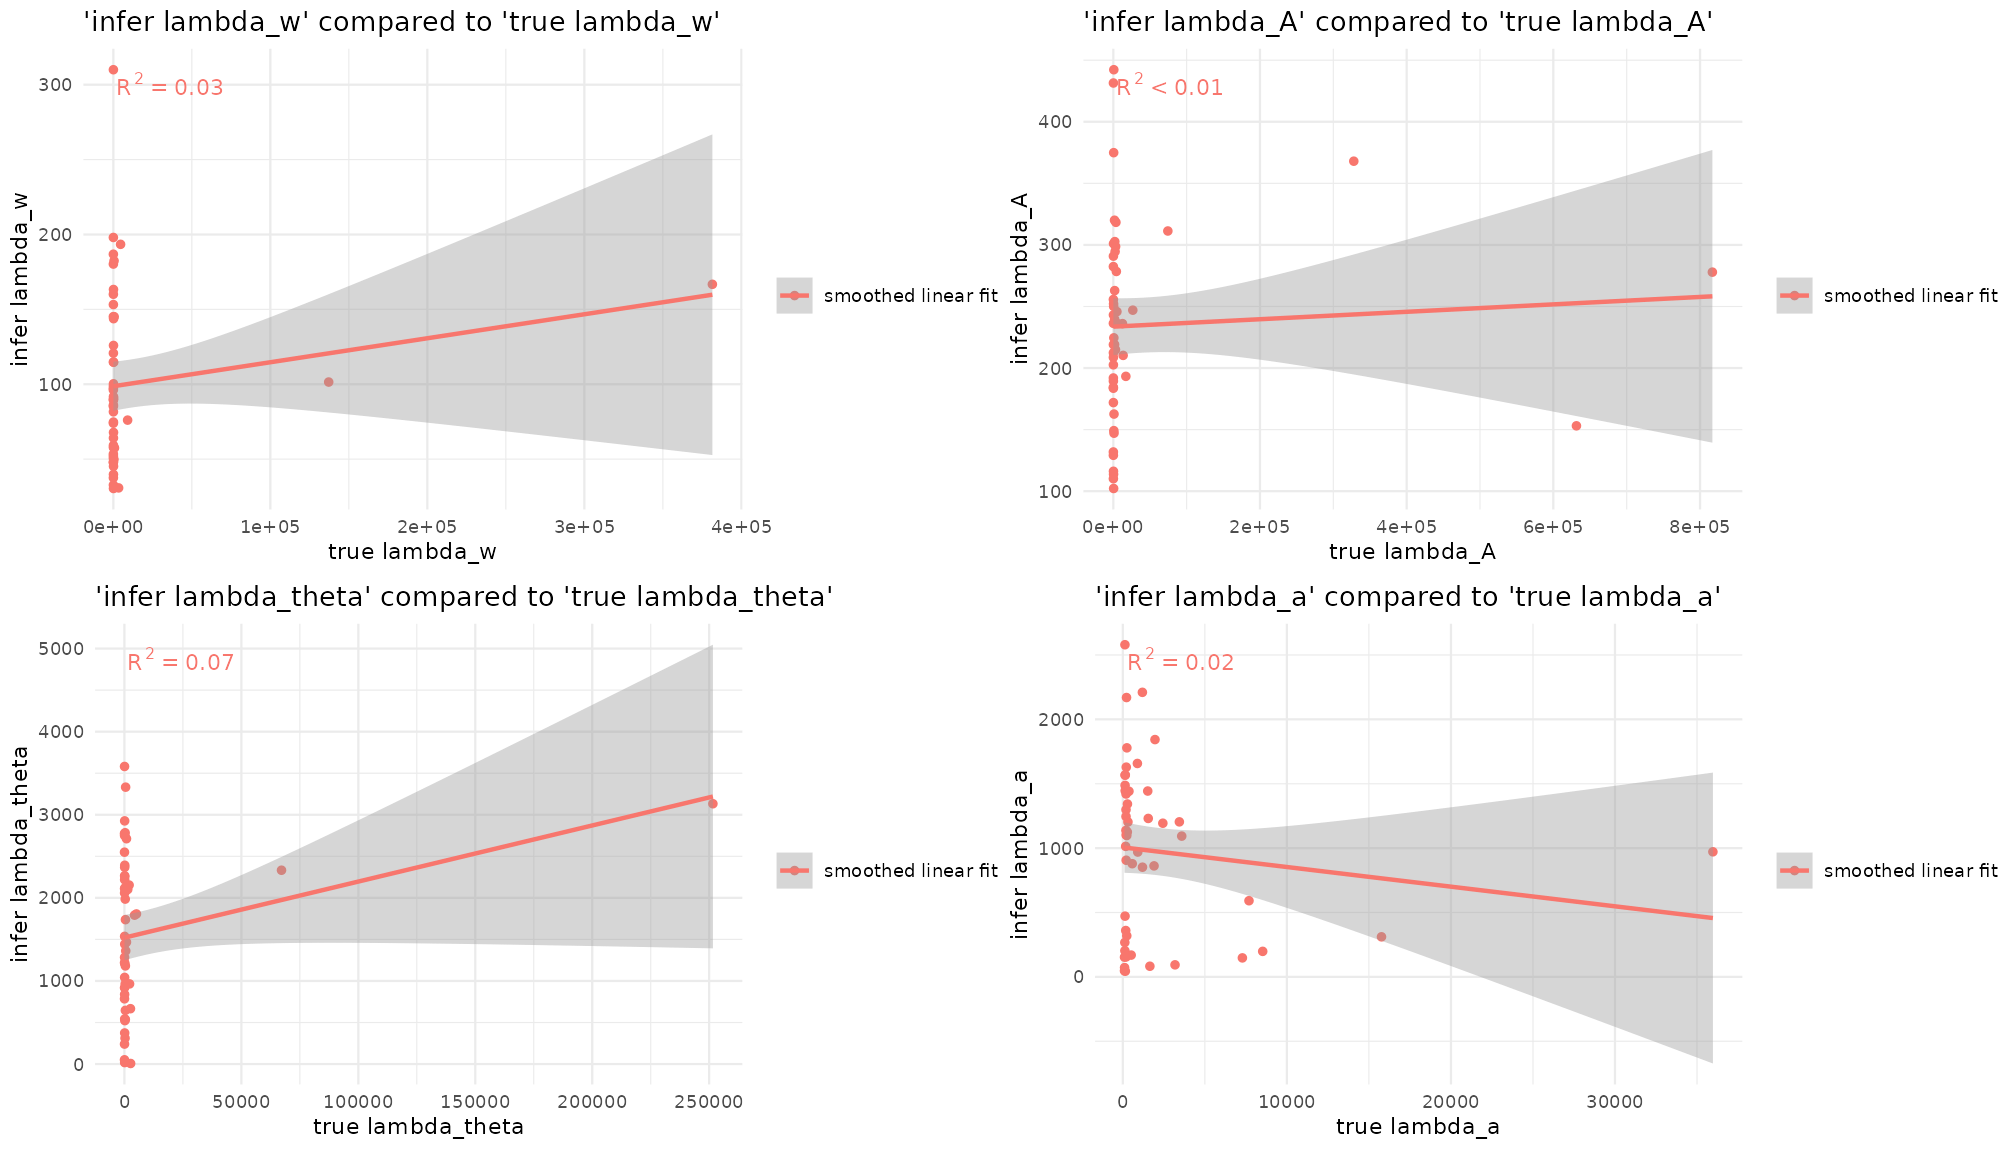 'infer lambda_w' compared to 'true lambda_w'
R² = 0.03
300
200
100
infer lambda_w
0e+00 1e+05 2e+05 3e+05 4e+05
true lambda_w
smoothed linear fit
'infer lambda_A' compared to 'true lambda_A'
R² < 0.01
400
300
200
100
infer lambda_A
0e+00 2e+05 4e+05 6e+05 8e+05
true lambda_A
smoothed linear fit
'infer lambda_theta' compared to 'true lambda_theta'
R² = 0.07
5000
4000
3000
2000
1000
0
infer lambda_theta
0 50000 100000 150000 200000 250000
true lambda_theta
smoothed linear fit
'infer lambda_a' compared to 'true lambda_a'
R² = 0.02
2000
1000
0
infer lambda_a
0 10000 20000 30000
true lambda_a
smoothed linear fit